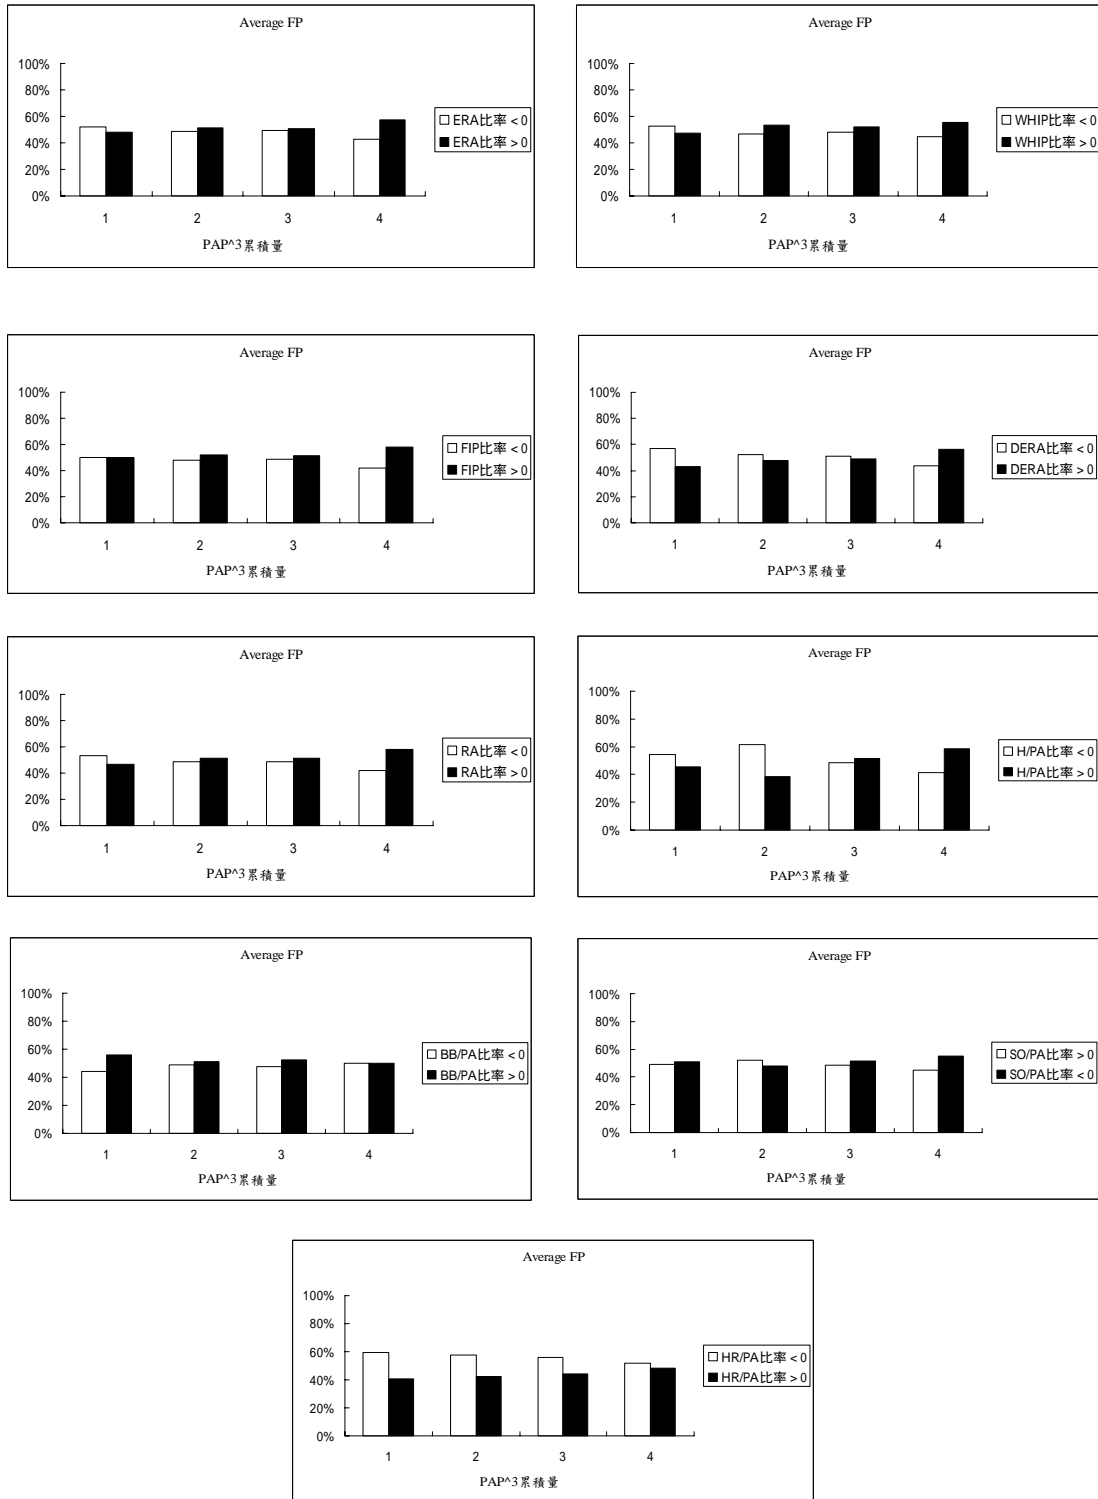 Average FP
100%
80%
60%
40%
20%
0%
1 2 3 4
PAP^3累積量
ERA比率 < 0
ERA比率 > 0
Average FP
100%
80%
60%
40%
20%
0%
1 2 3 4
PAP^3累積量
WHIP比率 < 0
WHIP比率 > 0
Average FP
100%
80%
60%
40%
20%
0%
1 2 3 4
PAP^3累積量
FIP比率 < 0
FIP比率 > 0
Average FP
100%
80%
60%
40%
20%
0%
1 2 3 4
PAP^3累積量
DERA比率 < 0
DERA比率 > 0
Average FP
100%
80%
60%
40%
20%
0%
1 2 3 4
PAP^3累積量
RA比率 < 0
RA比率 > 0
Average FP
100%
80%
60%
40%
20%
0%
1 2 3 4
PAP^3累積量
H/PA比率 < 0
H/PA比率 > 0
Average FP
100%
80%
60%
40%
20%
0%
1 2 3 4
PAP^3累積量
BB/PA比率 < 0
BB/PA比率 > 0
Average FP
100%
80%
60%
40%
20%
0%
1 2 3 4
PAP^3累積量
SO/PA比率 > 0
SO/PA比率 < 0
Average FP
100%
80%
60%
40%
20%
0%
1 2 3 4
PAP^3累積量
HR/PA比率 < 0
HR/PA比率 > 0